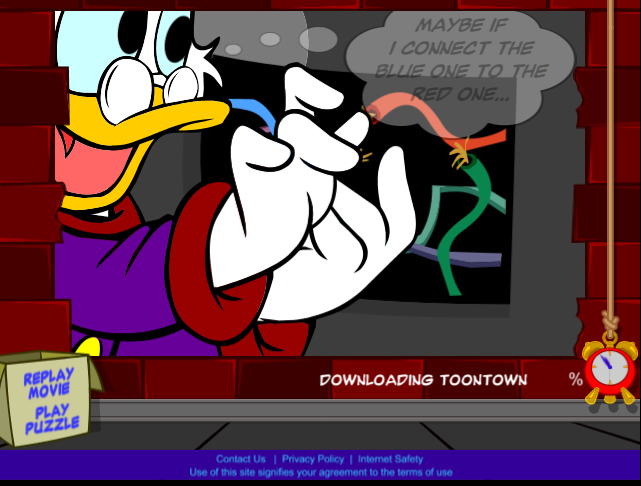 MAYBE IF
I CONNECT THE
BLUE ONE TO THE
RED ONE...
DOWNLOADING TOONTOWN %
REPLAY
MOVIE
PLAY
PUZZLE
Contact Us | Privacy Policy | Internet Safety
Use of this site signifies your agreement to the terms of use